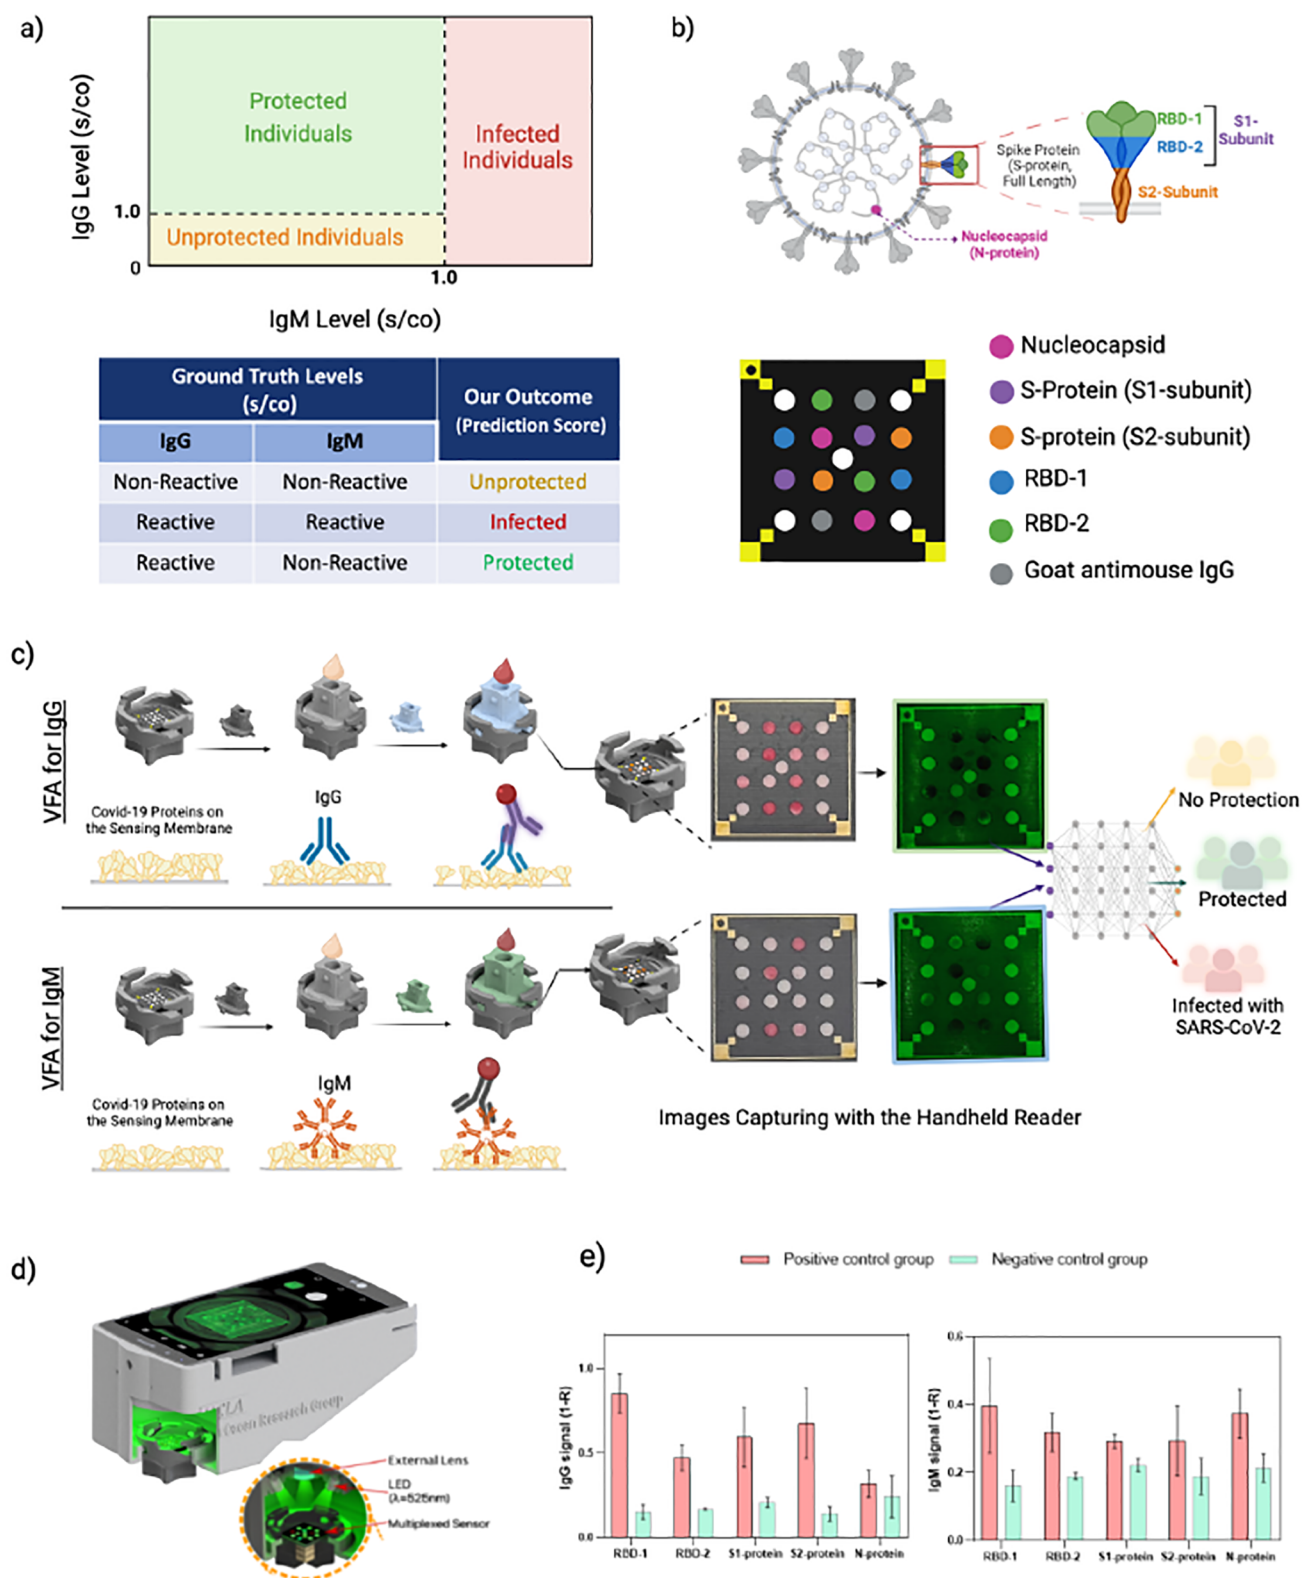 a)
IgG Level (s/co)
Protected
Individuals
Infected
Individuals
1.0
Unprotected Individuals
0
1.0
IgM Level (s/co)
Ground Truth Levels
(s/co)
Our Outcome
(Prediction Score)
IgG
IgM
Non-Reactive
Non-Reactive
Unprotected
Reactive
Reactive
Infected
Reactive
Non-Reactive
Protected
b)
Spike Protein
(S-protein,
Full Length)
RBD-1
RBD-2
S1-
Subunit
S2-Subunit
Nucleocapsid
(N-protein)
Nucleocapsid
S-Protein (S1-subunit)
S-protein (S2-subunit)
RBD-1
RBD-2
Goat antimouse IgG
c)
VFA for IgG
Covid-19 Proteins on
the Sensing Membrane
IgG
No Protection
Protected
Infected with
SARS-CoV-2
VFA for IgM
Covid-19 Proteins on
the Sensing Membrane
IgM
Images Capturing with the Handheld Reader
d)
Research Group
External Lens
LED
(λ=525nm)
Multiplexed Sensor
e)
Positive control group
Negative control group
IgG signal (1-R)
1.0
0.5
0.0
RBD-1
RBD-2
S1-protein
S2-protein
N-protein
IgM signal (1-R)
0.6
0.4
0.2
0.0
RBD-1
RBD-2
S1-protein
S2-protein
N-protein